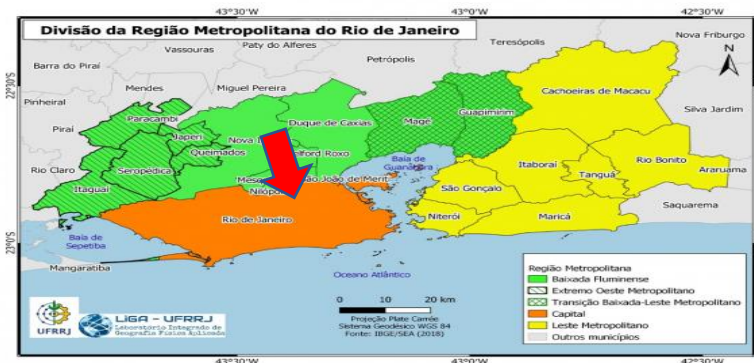 43°30'W 43°00'W 42°30'W
Divisão da Região Metropolitana do Rio de Janeiro
Vassouras
Paty do Alferes
Teresópolis
Nova Friburgo
N
Barra do Piraí
Petrópolis
22°30'S
Mendes
Miguel Pereira
Cachoeiras de Macacu
Pinheiral
Paracambi
Magé
Guapimirim
Silva Jardim
Piraí
Duque de Caxias
Japeri
Nova
Queimados
lford Roxo
Baía de
Guanabara
Rio Bonito
Rio Claro
Seropédica
Itaboraí
Araruama
Mes
São João de Meriti
Tanguá
Itaguaí
Nilópo
São Gonçalo
Saquarema
Rio de Janeiro
Niterói
Maricá
23°0'S
Baía de
Sepetiba
Mangaratiba
Oceano Atlântico
Região Metropolitana
Baixada Fluminense
Extremo Oeste Metropolitano
Transição Baixada-Leste Metropolitano
Capital
Leste Metropolitano
Outros municípios
0 10 20 km
Projeção Plate Carrée
Sistema Geodésico WGS 84
Fonte: IBGE/SEA (2018)
UFRRJ
LiGA - UFRRJ
Laboratório Integrado de
Geografia Física Aplicada
43°30'W 43°00'W 42°30'W